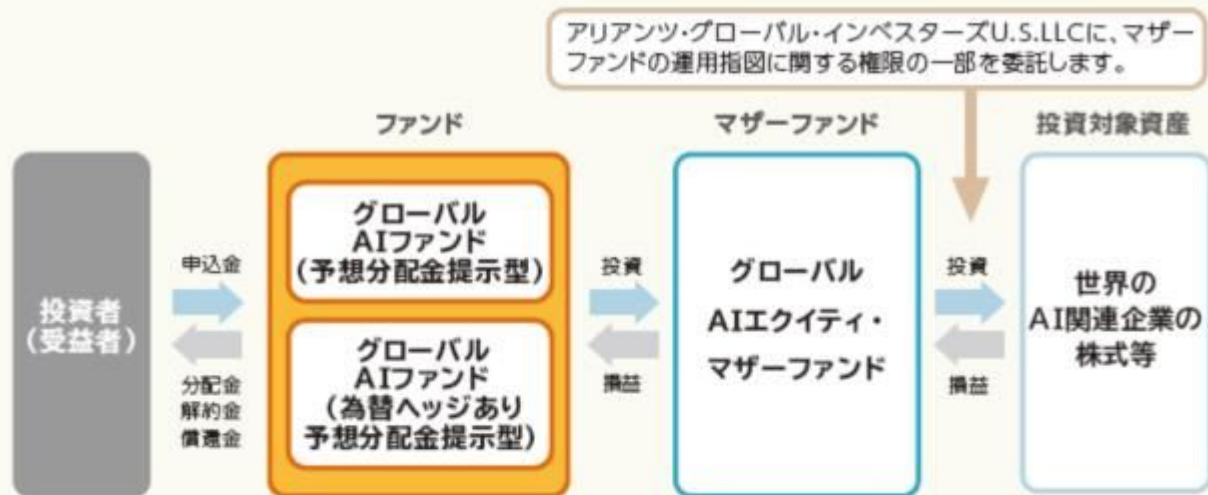 アリアンツ・グローバル・インベスターズU.S.LLCに、マザー
ファンドの運用指図に関する権限の一部を委託します。
ファンド
マザーファンド
投資対象資産
投資者
(受益者)
申込金
分配金
解約金
償還金
グローバル
AIファンド
(予想分配金提示型)
グローバル
AIファンド
(為替ヘッジあり
予想分配金提示型)
投資
損益
グローバル
AIエクイティ・
マザーファンド
投資
損益
世界の
AI関連企業の
株式等